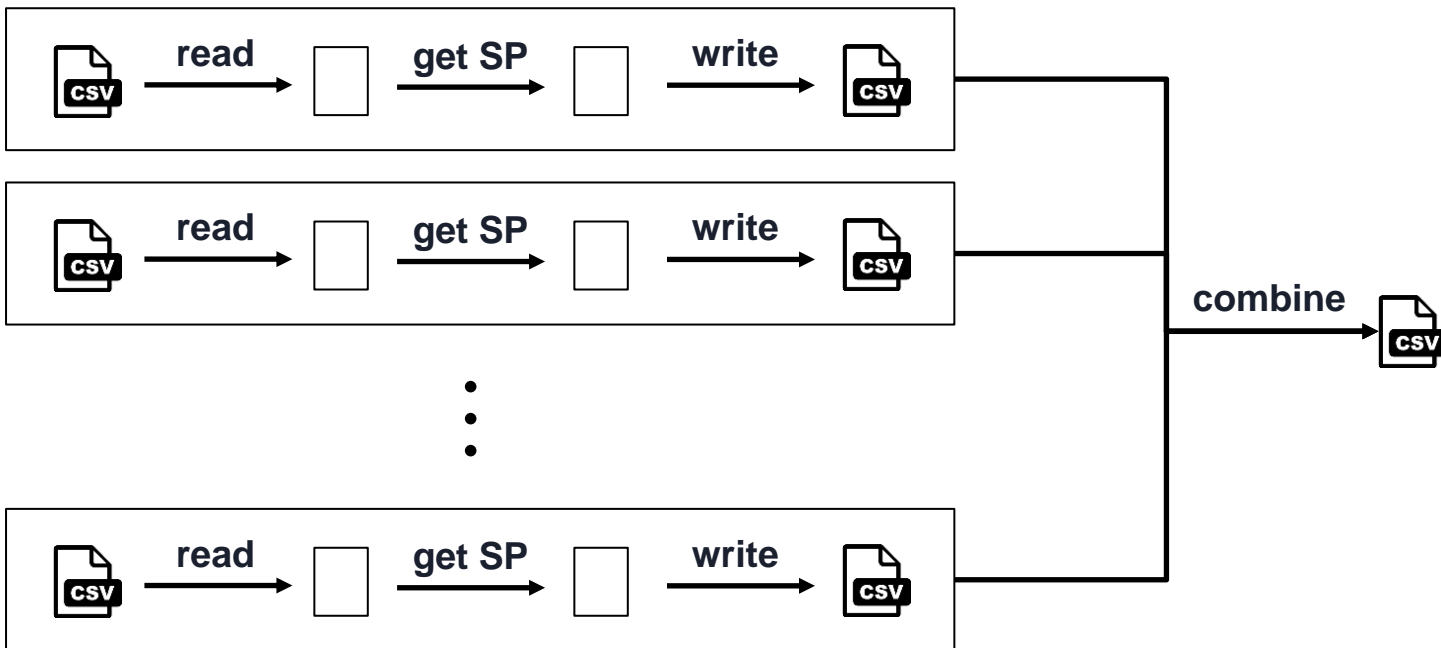 read get SP write
CSV CSV
read get SP write
CSV CSV
combine
CSV
read get SP write
CSV CSV